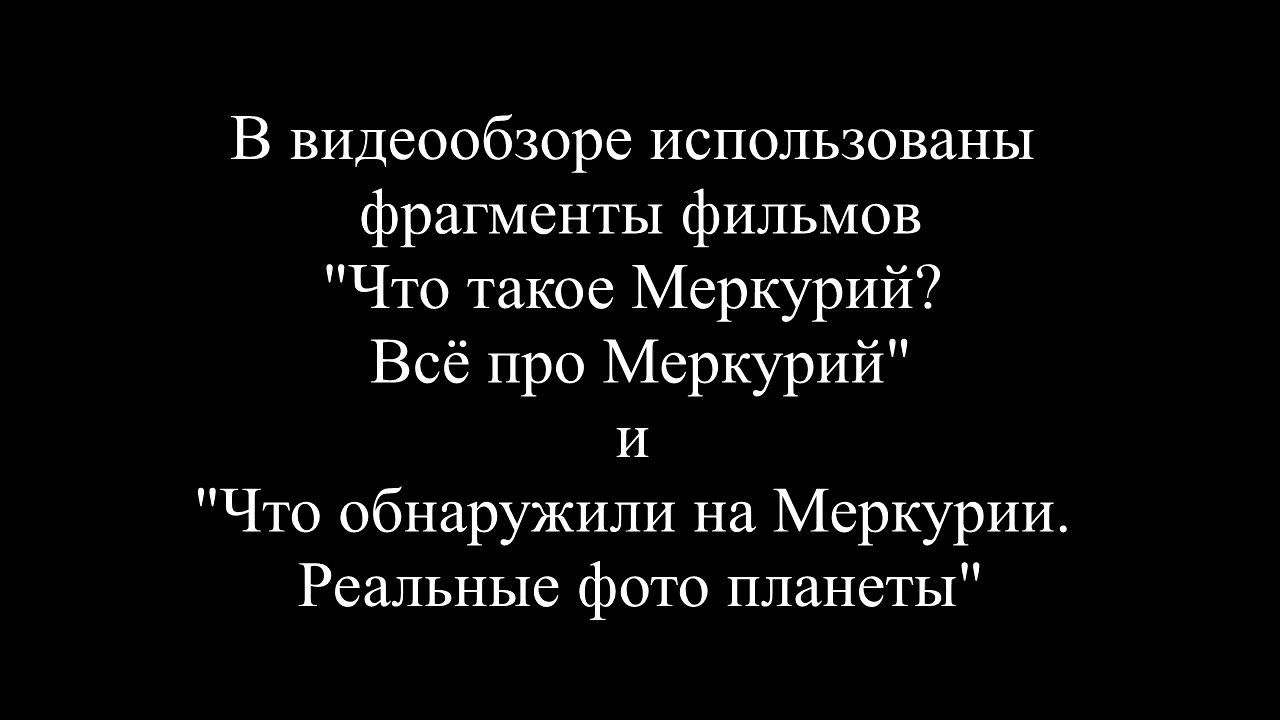 В видеообзоре использованы
фрагменты фильмов
"Что такое Меркурий?
Всё про Меркурий"
и
"Что обнаружили на Меркурии.
Реальные фото планеты"